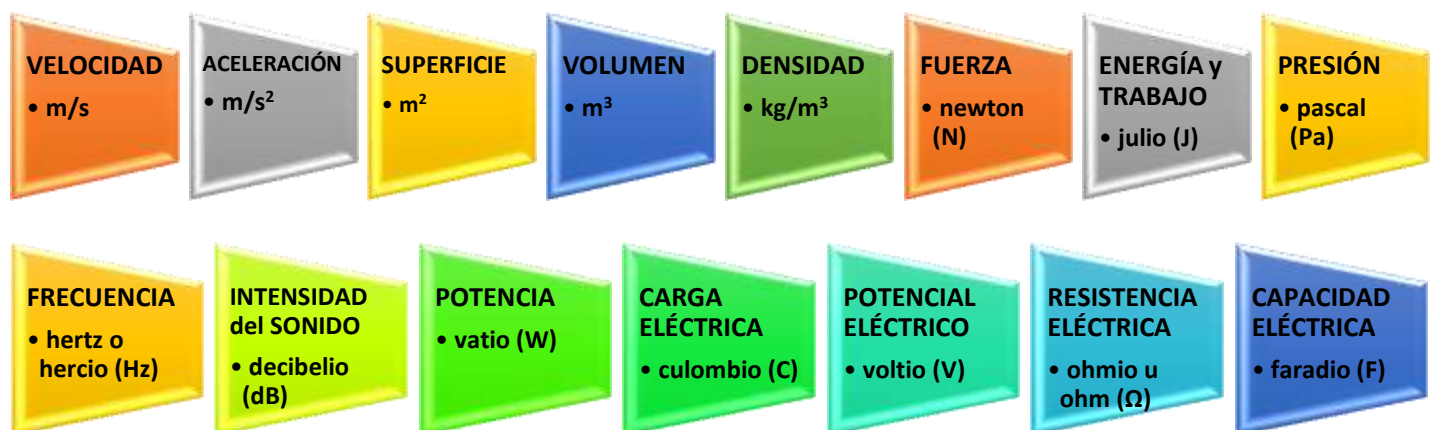 VELOCIDAD
• m/s
ACELERACIÓN
• m/s²
SUPERFICIE
• m²
VOLUMEN
• m³
DENSIDAD
• kg/m³
FUERZA
• newton
(N)
ENERGÍA y
TRABAJO
• julio (J)
PRESIÓN
• pascal
(Pa)
FRECUENCIA
• hertz o
hercio (Hz)
INTENSIDAD
del SONIDO
• decibelio
(dB)
POTENCIA
• vatio (W)
CARGA
ELÉCTRICA
• culombio (C)
POTENCIAL
ELÉCTRICO
• voltio (V)
RESISTENCIA
ELÉCTRICA
• ohmio u
ohm (Ω)
CAPACIDAD
ELÉCTRICA
• faradio (F)